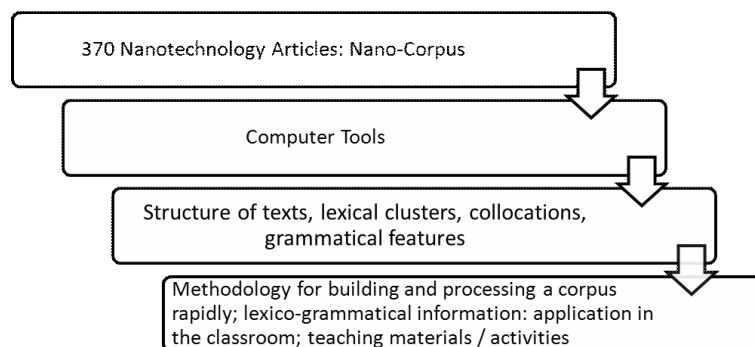 370 Nanotechnology Articles: Nano-Corpus
Computer Tools
Structure of texts, lexical clusters, collocations,
grammatical features
Methodology for building and processing a corpus
rapidly; lexico-grammatical information: application in
the classroom; teaching materials / activities